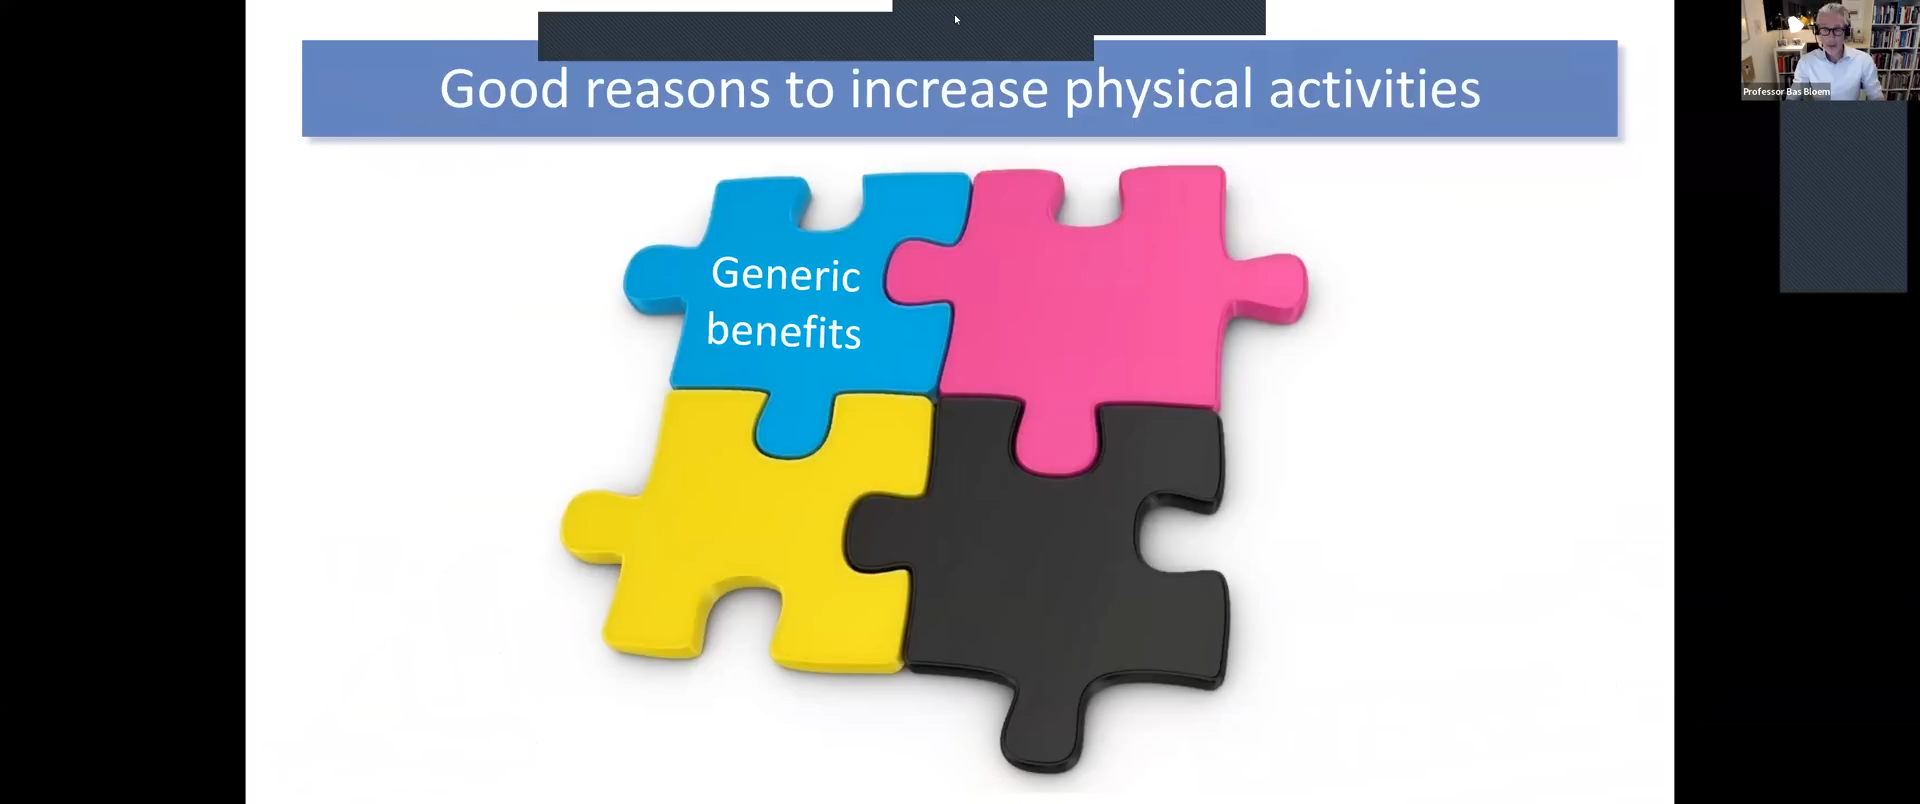 Good reasons to increase physical activities
Professor Bas Bloem
Generic
benefits